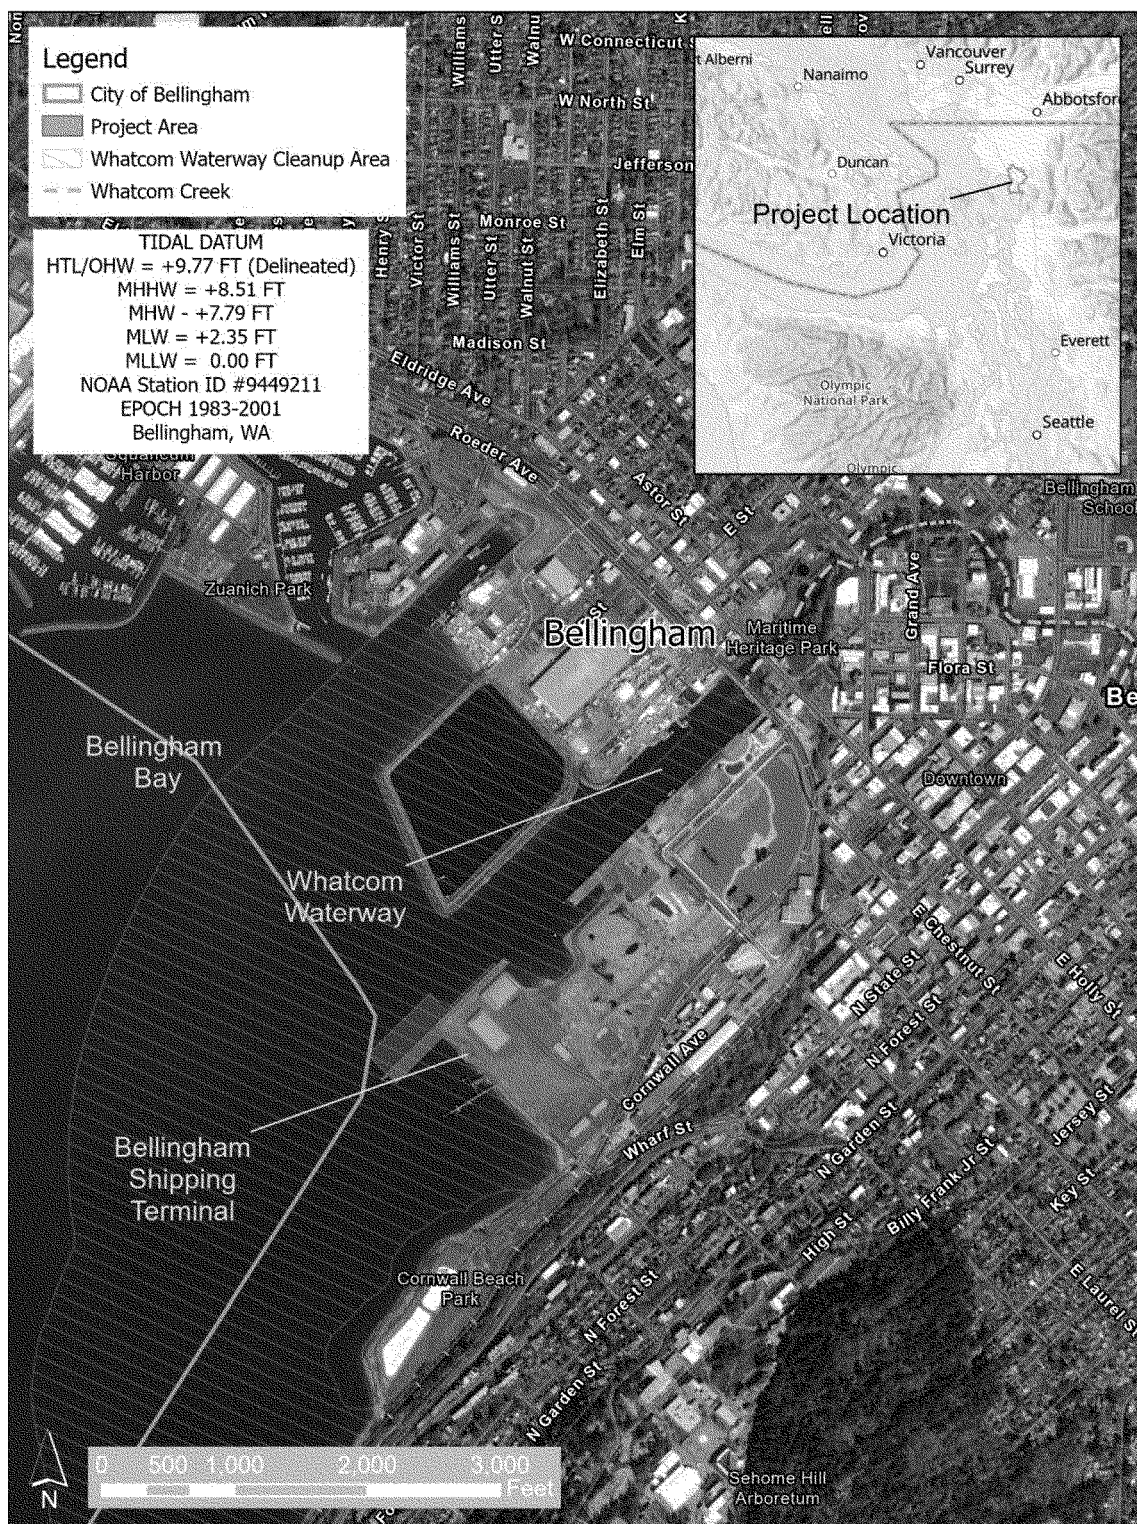 Legend
City of Bellingham
Project Area
Whatcom Waterway Cleanup Area
Whatcom Creek
TIDAL DATUM
HTL/OHW = +9.77 FT (Delineated)
MHHW = +8.51 FT
MHW - +7.79 FT
MLW = +2.35 FT
MLLW = 0.00 FT
NOAA Station ID #9449211
EPOCH 1983-2001
Bellingham, WA
Vancouver
Surrey
Nanaimo
Abbotsford
rt Alberni
Duncan
Project Location
Victoria
Everett
Olympic
National Park
Seattle
Olympic
W Connecticut S
W North St
Jefferson
Williams
Utter S
Walnu
Monroe St
Henry S
Victor St
Williams St
Utter St
Walnut St
Elizabeth St
Elm St
Madison St
Eldridge Ave
Roeder Ave
Astor St
E St
Squalicum
Harbor
Zuanich Park
St
Bellingham
Maritime
Heritage Park
Grand Ave
Flora St
Bellingham
School
Be
Downtown
Bellingham
Bay
Whatcom
Waterway
E Chestnut St
E Holly St
N State St
N Forest St
Cornwall Ave
Wharf St
N Garden St
Jersey St
Billy Frank Jr St
Key St
High St
E Laurel St
Bellingham
Shipping
Terminal
Cornwall Beach
Park
N Forest St
N Garden St
Sehome Hill
Arboretum
N
0 500 1,000 2,000 3,000
Feet